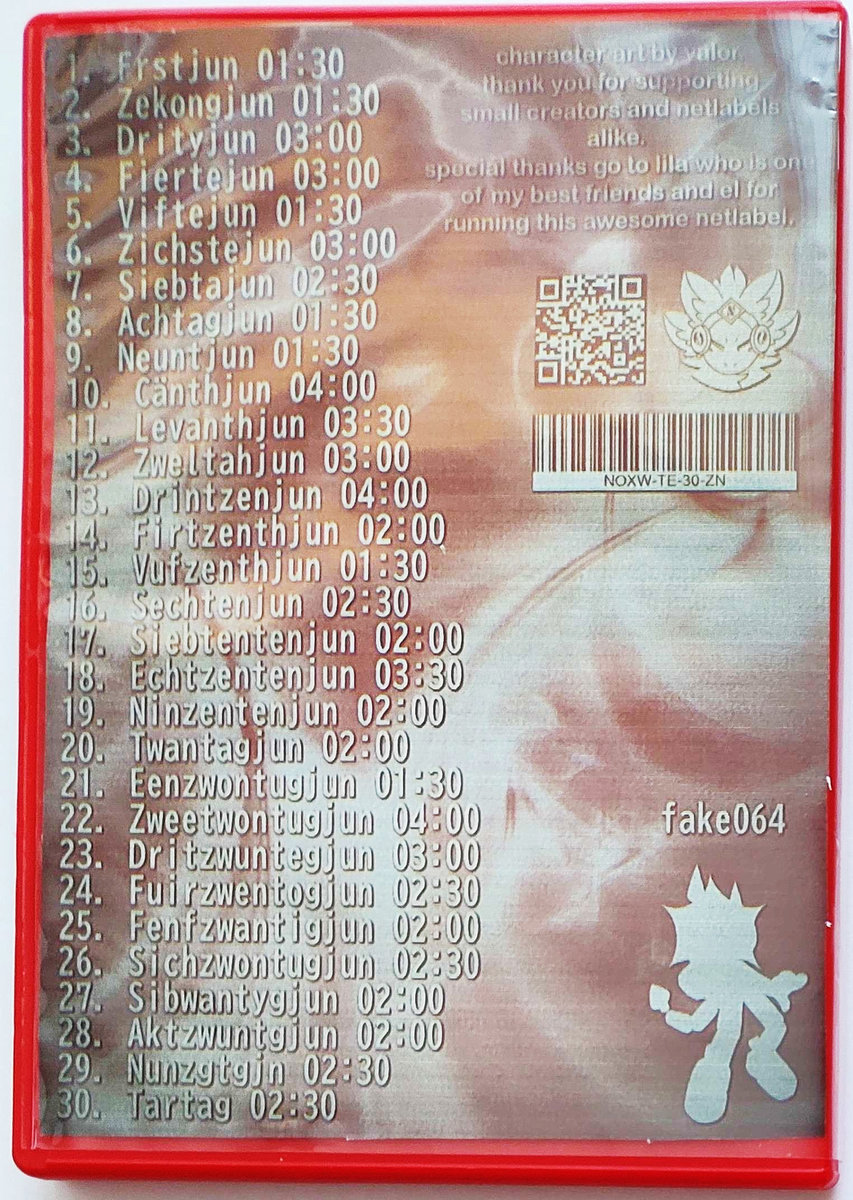 1. Erstjun 01:30
2. Zekongjun 01:30
3. Drityjun 03:00
4. Fiertejun 03:00
5. Viftejun 01:30
6. Zichstejun 03:00
7. Siebtajun 02:30
8. Achtagjun 01:30
9. Neuntjun 01:30
10. Cänthjun 04:00
11. Levanthjun 03:30
12. Zweltahjun 03:00
13. Drintzenjun 04:00
14. Firtzenthjun 02:00
15. Vufzenthjun 01:30
16. Sechtenjun 02:30
17. Siebtentenjun 02:00
18. Echtzentenjun 03:30
19. Ninzentenjun 02:00
20. Twantagjun 02:00
21. Eenzwontugjun 01:30
22. Zweetwontugjun 04:00
23. Dritzwuntegjun 03:00
24. Fuirzwentogjun 02:30
25. Fenfzwantigjun 02:00
26. Sichzwontugjun 02:30
27. Sibwantygjun 02:00
28. Aktzwuntgjun 02:00
29. Nunzgtgjn 02:30
30. Tartag 02:30
character art by valor
thank you for supporting
small creators and netlabels
alike.
special thanks go to lila who is one
of my best friends and el for
running this awesome netlabel.
N
NOXW-TE-30-ZN
fake064